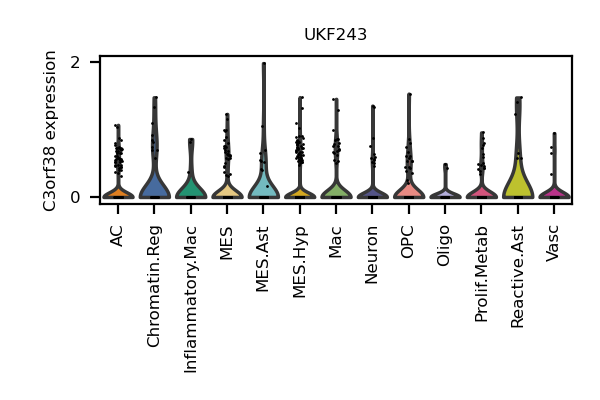 UKF243
C3orf38 expression
2
0
AC
Chromatin.Reg
Inflammatory.Mac
MES
MES.Ast
MES.Hyp
Mac
Neuron
OPC
Oligo
Prolif.Metab
Reactive.Ast
Vasc